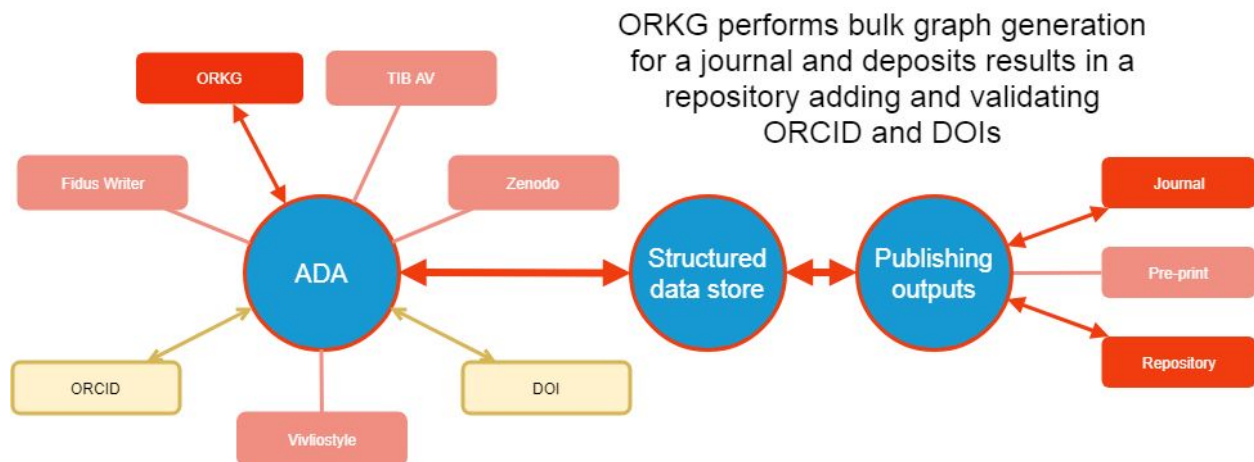 ORKG performs bulk graph generation
for a journal and deposits results in a
repository adding and validating
ORCID and DOIs
ORKG
TIB AV
Fidus Writer
Zenodo
ADA
Structured
data store
Publishing
outputs
Journal
Pre-print
Repository
ORCID
DOI
Vivliostyle